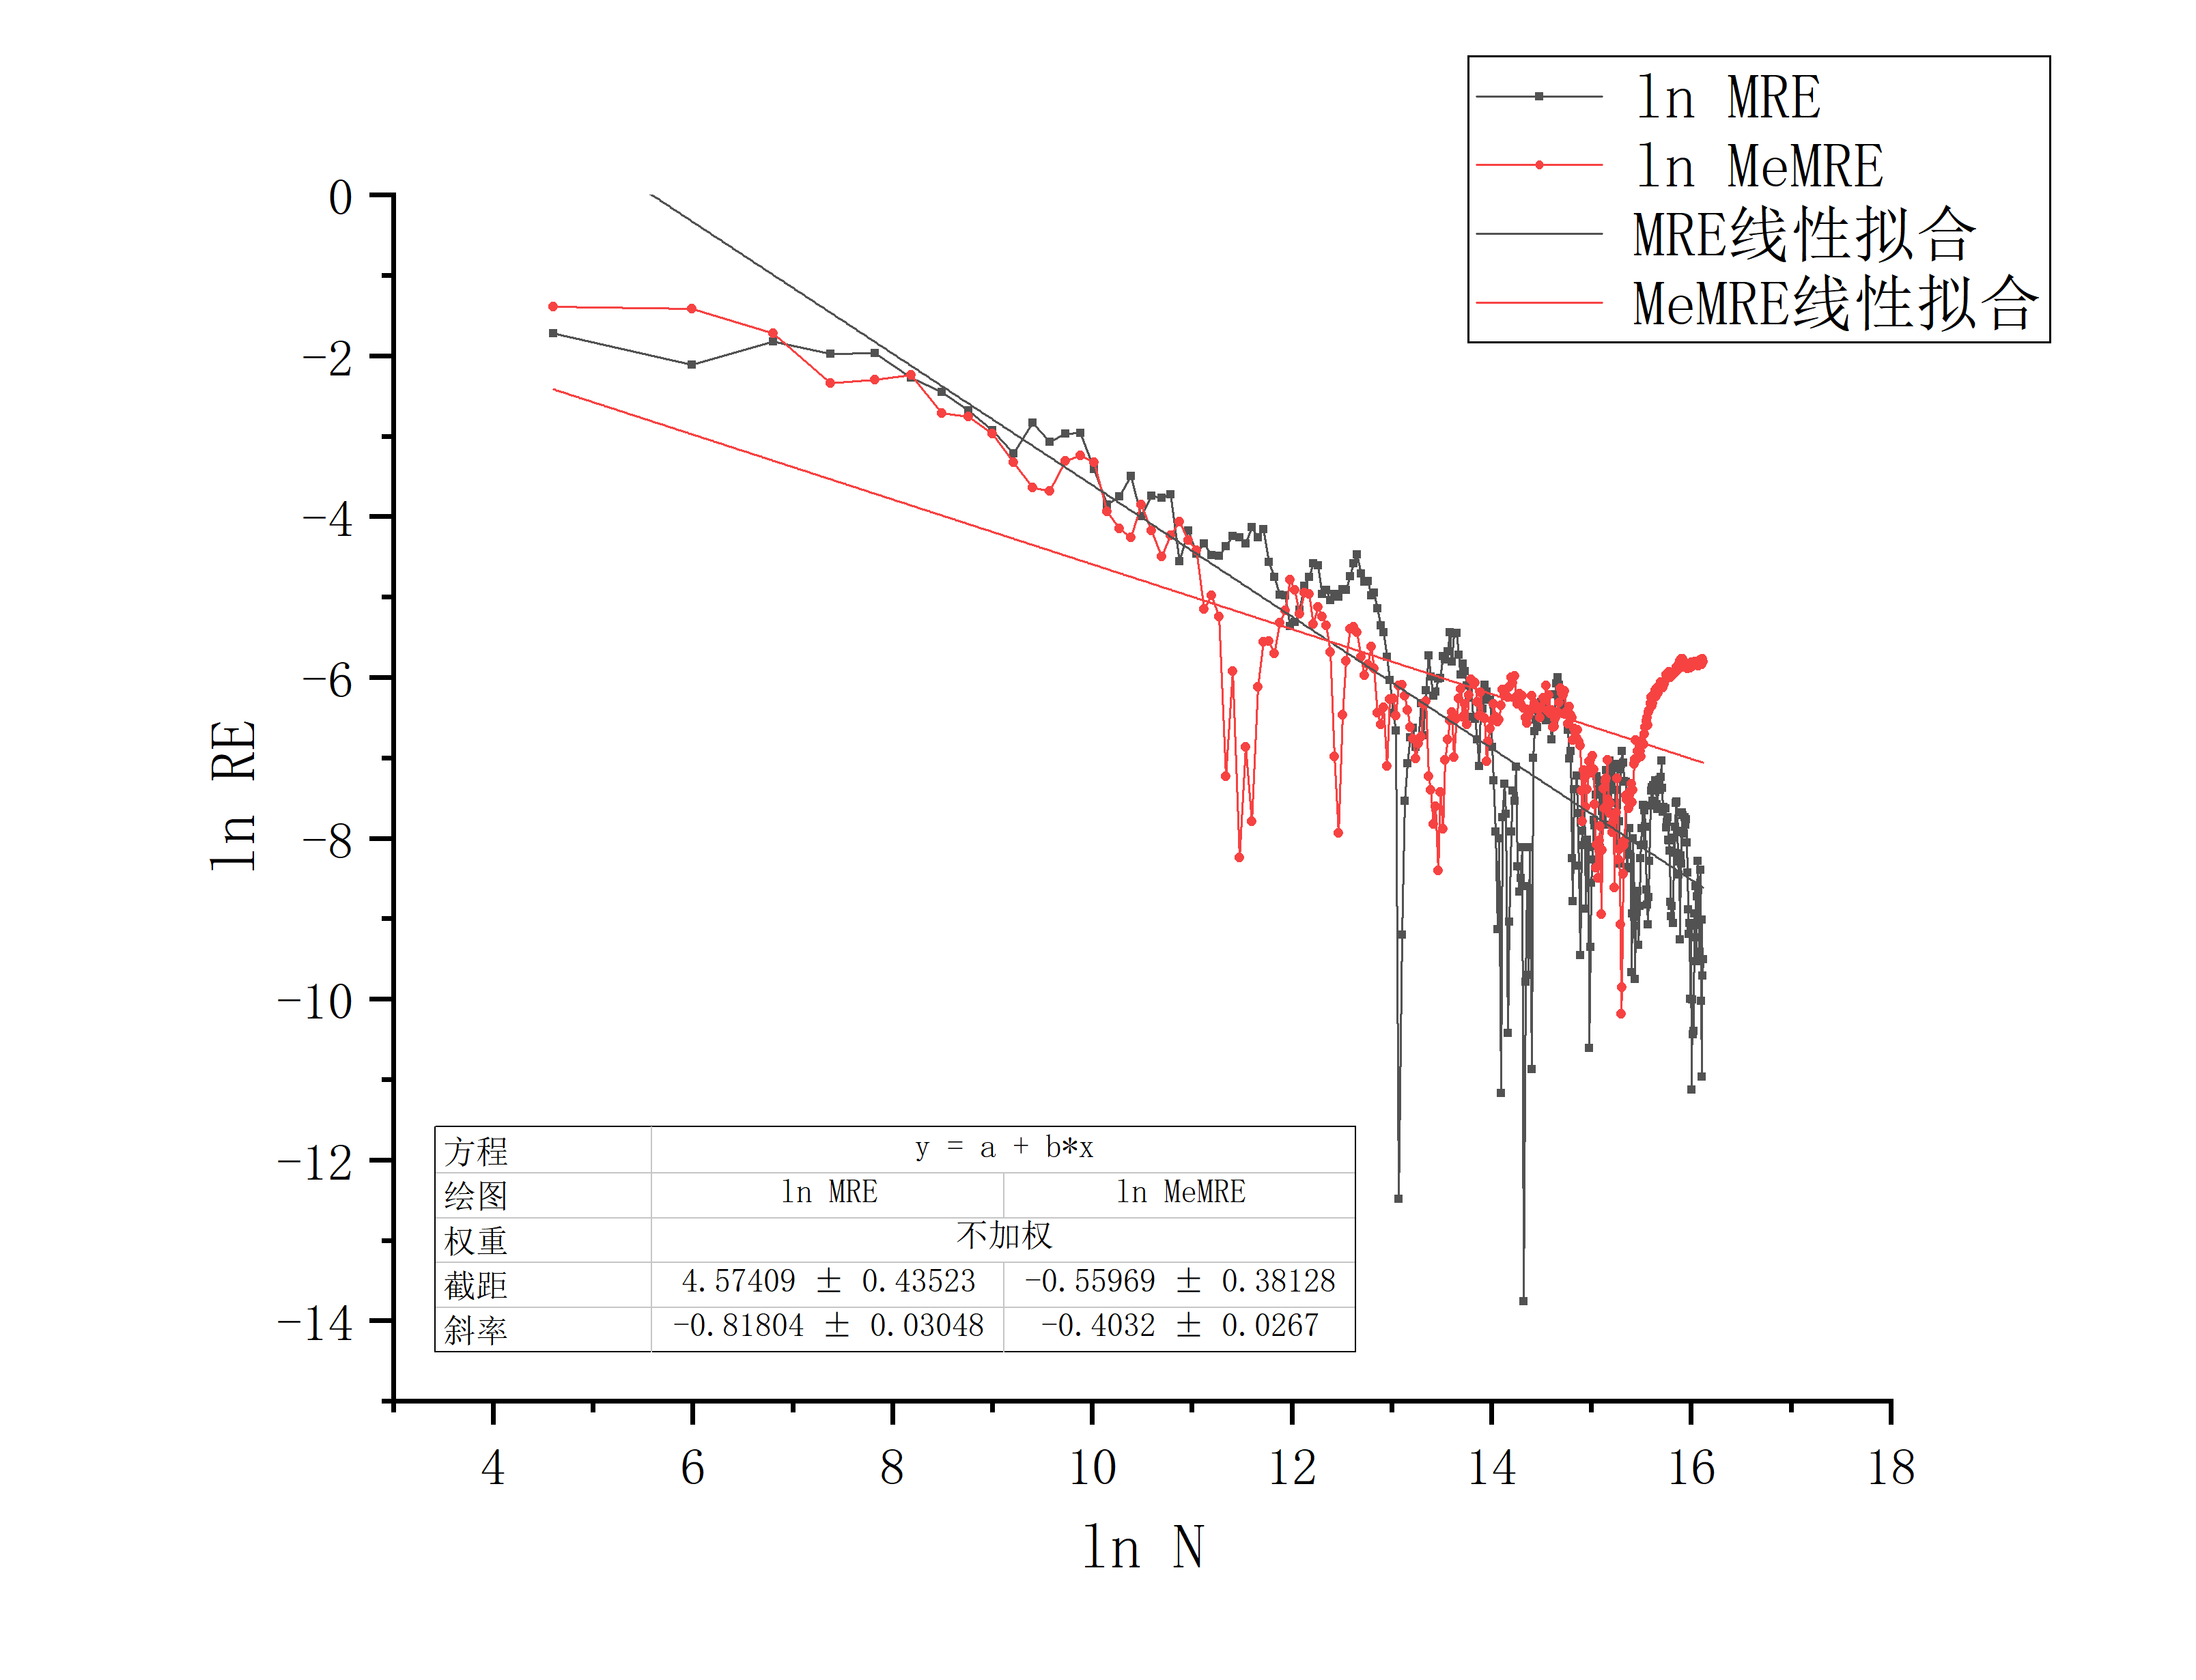 ln MRE
ln MeMRE
MRE线性拟合
MeMRE线性拟合
0
-2
-4
-6
-8
-10
-12
-14
ln RE
方程 y = a + b*x
绘图 ln MRE ln MeMRE
权重 不加权
截距 4.57409 ± 0.43523 -0.55969 ± 0.38128
斜率 -0.81804 ± 0.03048 -0.4032 ± 0.0267
4 6 8 10 12 14 16 18
ln N